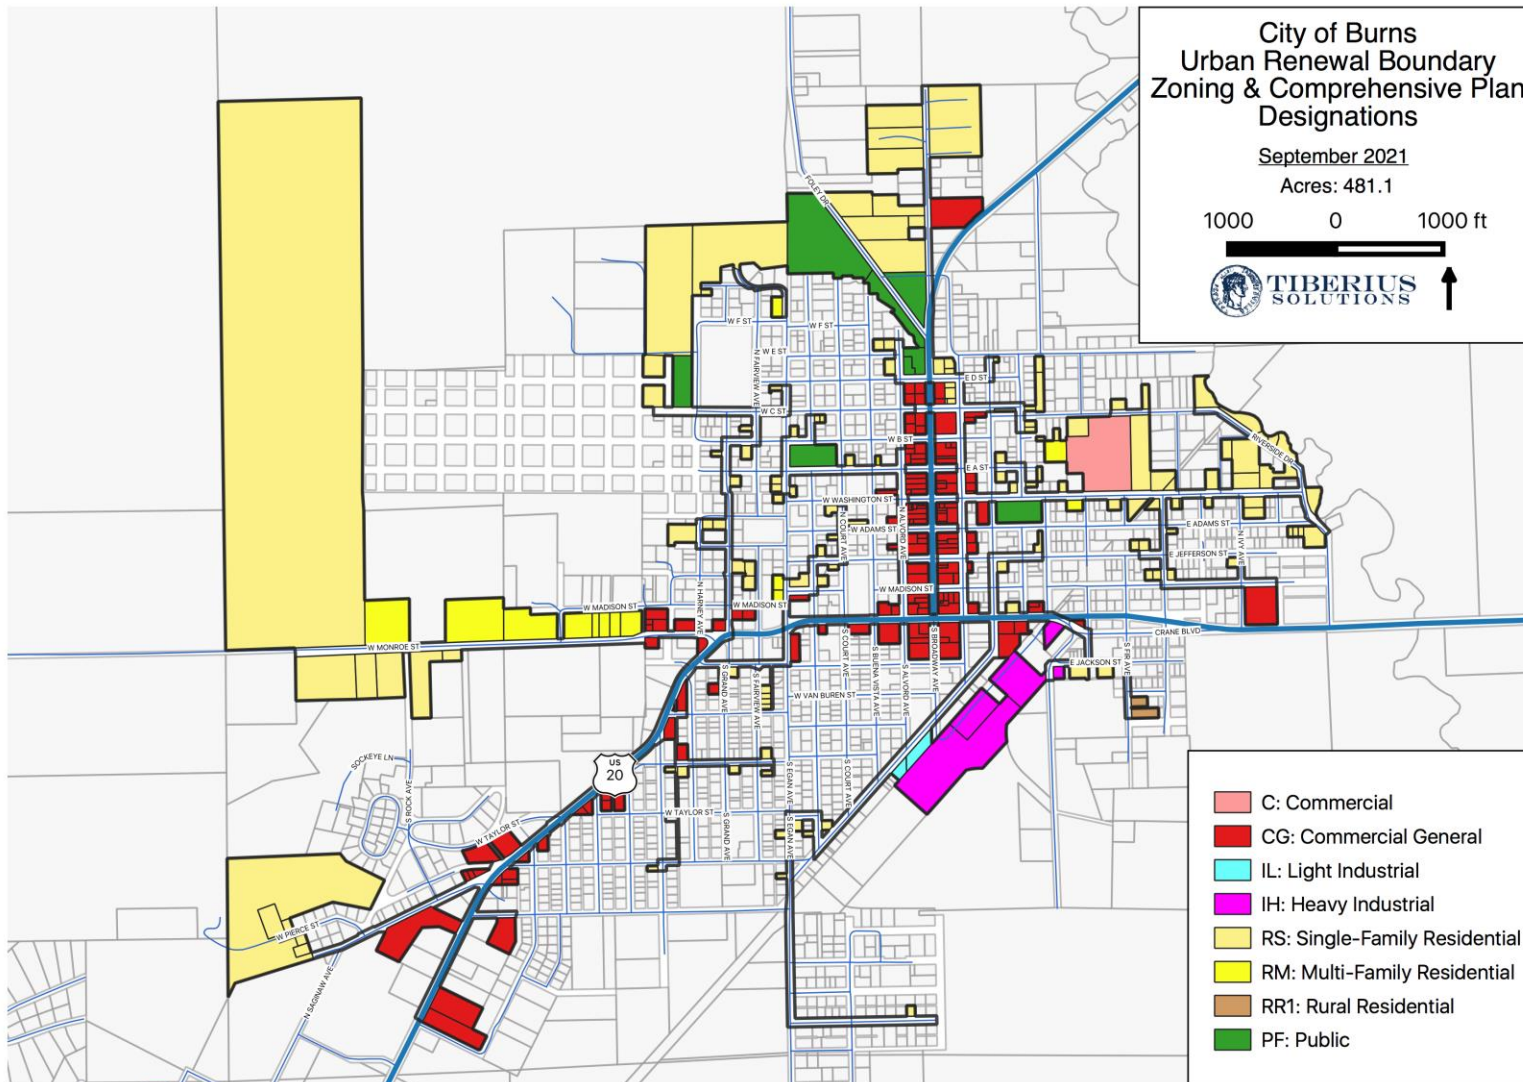 City of Burns
Urban Renewal Boundary
Zoning & Comprehensive Plan
Designations
September 2021
Acres: 481.1
1000 0 1000 ft
TIBERIUS
SOLUTIONS
FOLEY DR
W F ST
W F ST
W E ST
N FAIRVIEW AVE
E D ST
W C ST
W B ST
RIVERSIDE DR
E A ST
W WASHINGTON ST
N COURT AVE
N ALVORD AVE
W ADAMS ST
E ADAMS ST
N IVY AVE
E JEFFERSON ST
W MADISON ST
N HARNEY AVE
W MADISON ST
W MADISON ST
CRANE BLVD
W MONROE ST
S COURT AVE
S BUENA VISTA AVE
S ALVORD AVE
S BROADWAY AVE
S FIR AVE
E JACKSON ST
S GRAND AVE
S FAIRVIEW AVE
W VAN BUREN ST
SOCKEYE LN
US
20
S ROCK AVE
S EGAN AVE
S COURT AVE
W TAYLOR ST
W TAYLOR ST
S GRAND AVE
S EGAN AVE
W PIERCE ST
N SAGINAW AVE
C: Commercial
CG: Commercial General
IL: Light Industrial
IH: Heavy Industrial
RS: Single-Family Residential
RM: Multi-Family Residential
RR1: Rural Residential
PF: Public